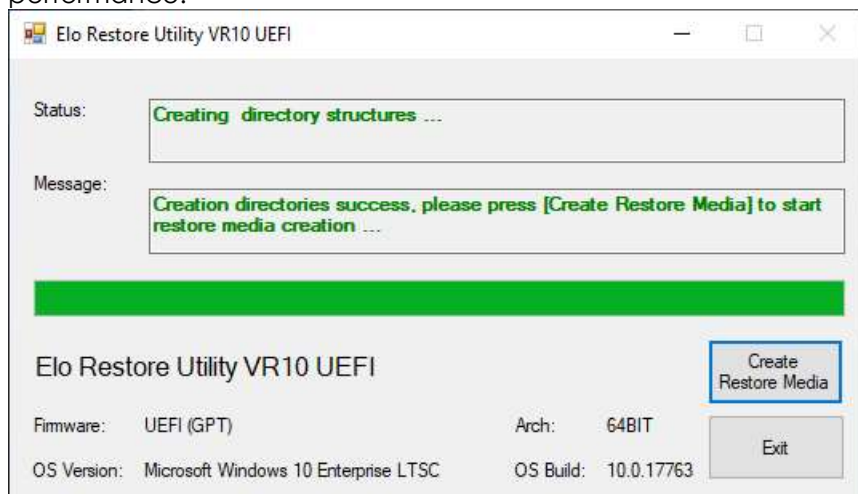 performance.
Elo Restore Utility VR10 UEFI
Status:
Creating directory structures ...
Message:
Creation directories success, please press [Create Restore Media] to start
restore media creation ...
Elo Restore Utility VR10 UEFI
Create
Restore Media
Firmware: UEFI (GPT) Arch: 64BIT
Exit
OS Version: Microsoft Windows 10 Enterprise LTSC OS Build: 10.0.17763